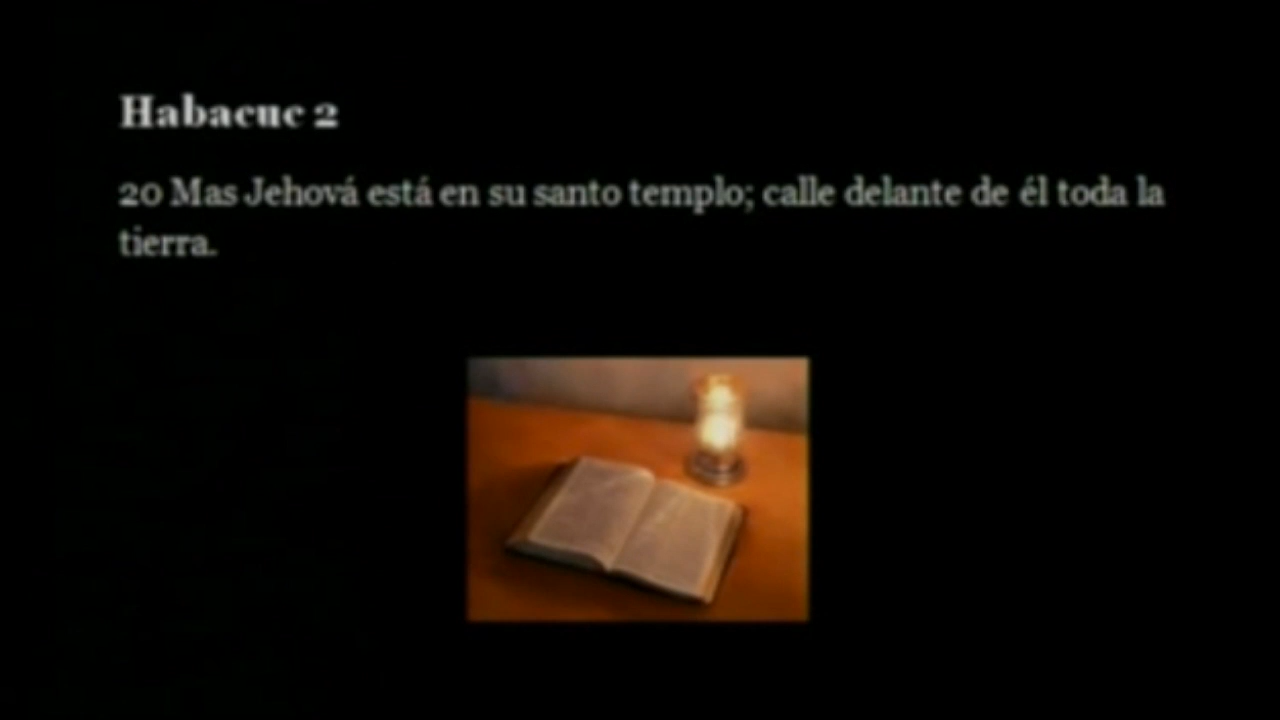 Habacuc 2
20 Mas Jehová está en su santo templo; calle delante de él toda la
tierra.